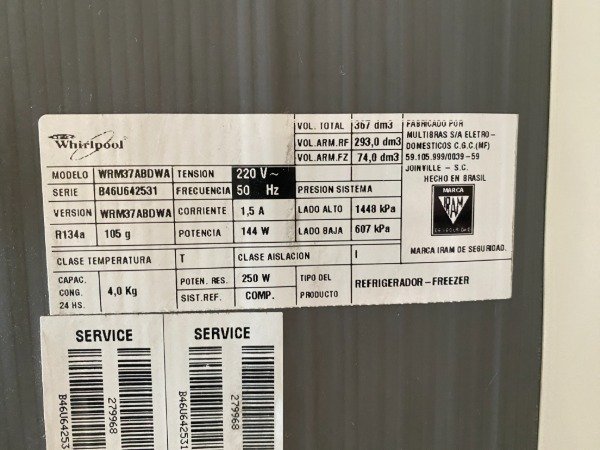 Whirlpool
VOL. TOTAL 367 dm3
VOL.ARM.RF 293,0 dm3
VOL.ARM.FZ 74,0 dm3
FABRICADO POR
MULTIBRAS S/A ELETRO-
DOMESTICOS C.G.C.(MF)
59.105.999/0039-59
JOINVILLE - S.C.
HECHO EN BRASIL
MODELO WRM37ABDWA TENSION 220 V~
SERIE B46U642531 FRECUENCIA 50 Hz PRESION SISTEMA
VERSION WRM37ABDWA CORRIENTE 1,5 A LADO ALTO 1448 kPa
R134a 105 g POTENCIA 144 W LADO BAJA 607 kPa
MARCA
IRAM
MARCA IRAM DE SEGURIDAD.
CLASE TEMPERATURA T CLASE AISLACION I
CAPAC.
CONG.
24 HS.
4,0 Kg
POTEN. RES. 250 W
SIST.REF. COMP.
TIPO DEL
PRODUCTO
REFRIGERADOR-FREEZER
SERVICE
B46U642531
279968
SERVICE
B46U642531
279968